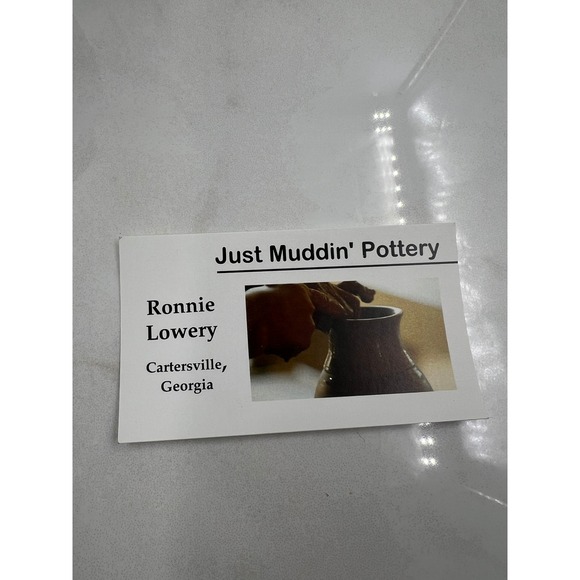 Just Muddin' Pottery
Ronnie
Lowery
Cartersville,
Georgia